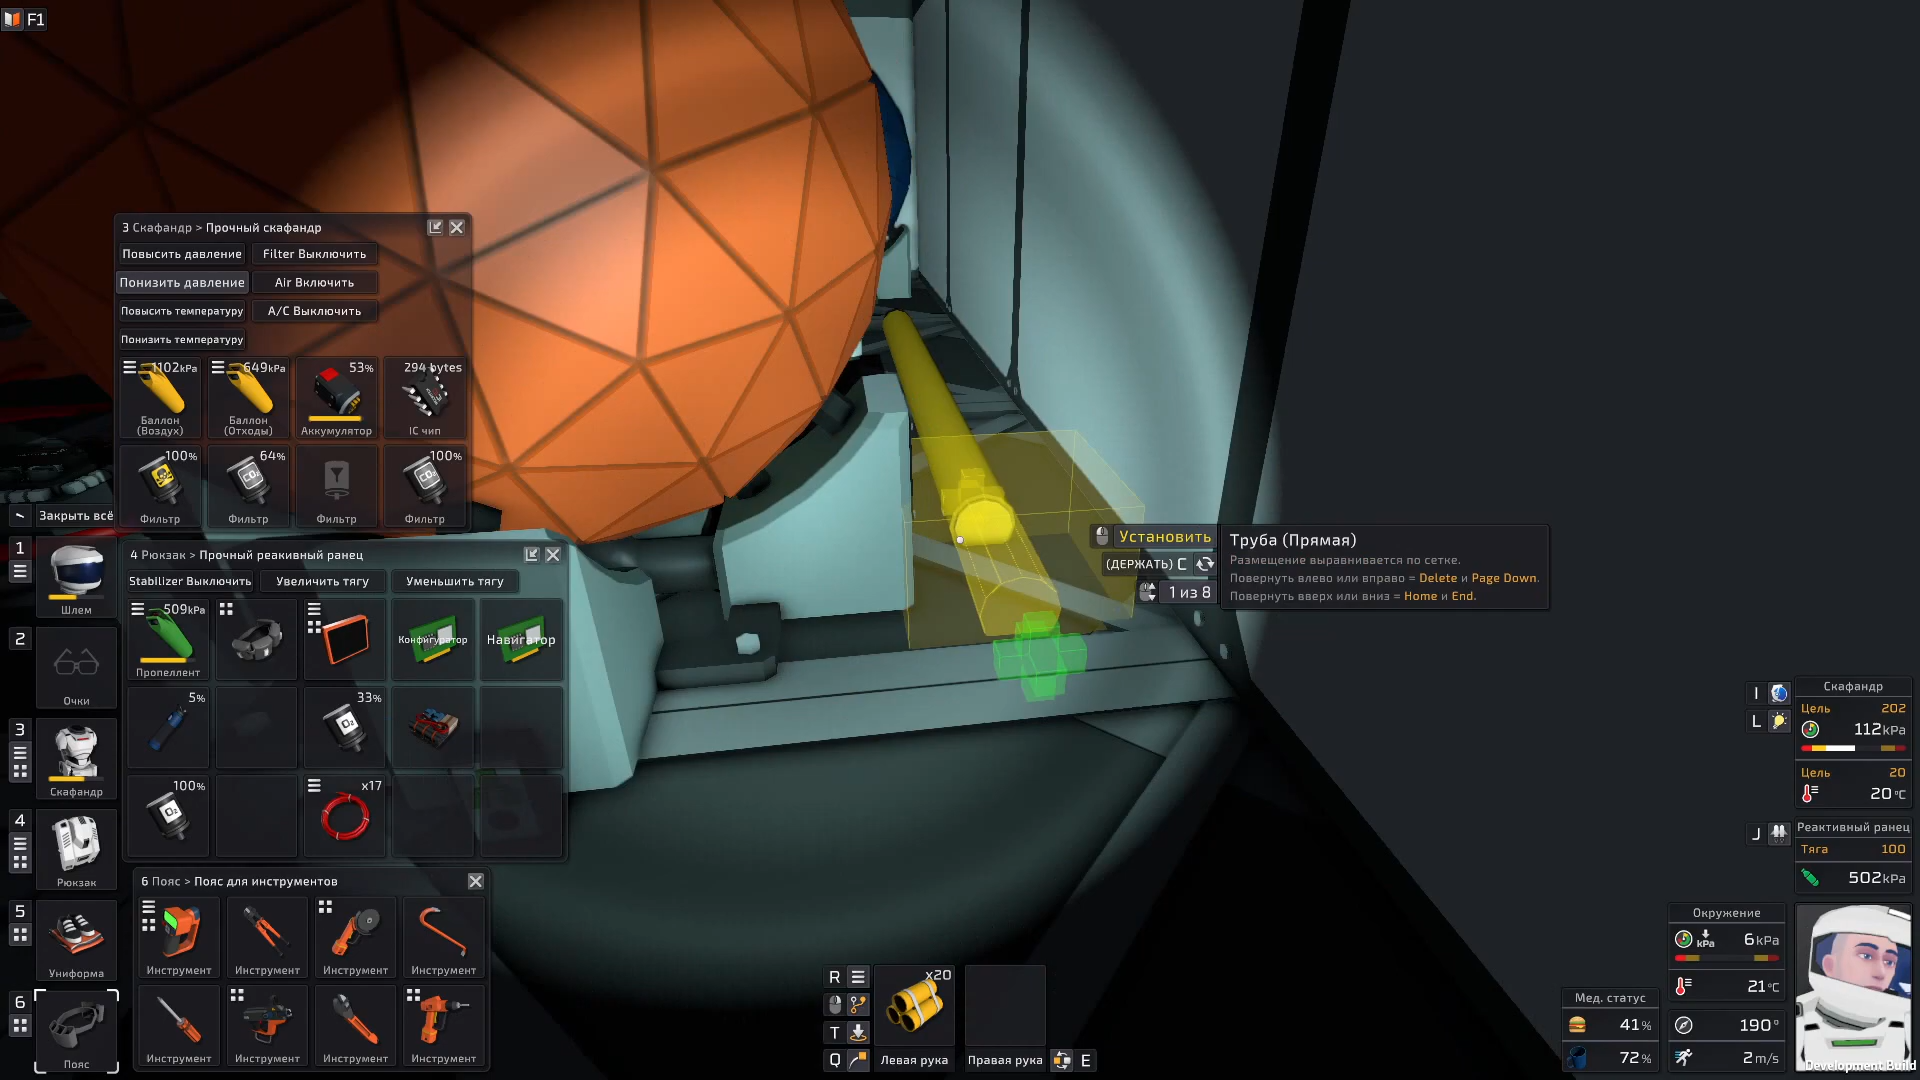 F1
3 Скафандр > Прочный скафандр
Повысить давление
Filter Выключить
Понизить давление
Air Включить
Повысить температуру
A/C Выключить
Понизить температуру
1102kPa
Баллон
(Воздух)
649kPa
Баллон
(Отходы)
53%
Аккумулятор
294 bytes
IC чип
100%
Фильтр
64%
Фильтр
Фильтр
100%
Фильтр
Закрыть всё
1
Шлем
2
Очки
3
Скафандр
4
Рюкзак
5
Униформа
6
Пояс
4 Рюкзак > Прочный реактивный ранец
Stabilizer Выключить
Увеличить тягу
Уменьшить тягу
509kPa
Пропеллент
Конфигуратор
Навигатор
5%
33%
100%
x17
6 Пояс > Пояс для инструментов
Инструмент
Инструмент
Инструмент
Инструмент
Инструмент
Инструмент
Инструмент
Инструмент
Установить
(ДЕРЖАТЬ) C
1 из 8
Труба (Прямая)
Размещение выравнивается по сетке.
Повернуть влево или вправо = Delete и Page Down.
Повернуть вверх или вниз = Home и End.
R
T
Q
x20
Левая рука
Правая рука
E
I
L
Скафандр
Цель 202
112kPa
Цель 20
20°C
J
Реактивный ранец
Тяга 100
502kPa
Окружение
kPa
6kPa
21°C
190°
2m/s
Мед. статус
41%
72%
Development Build